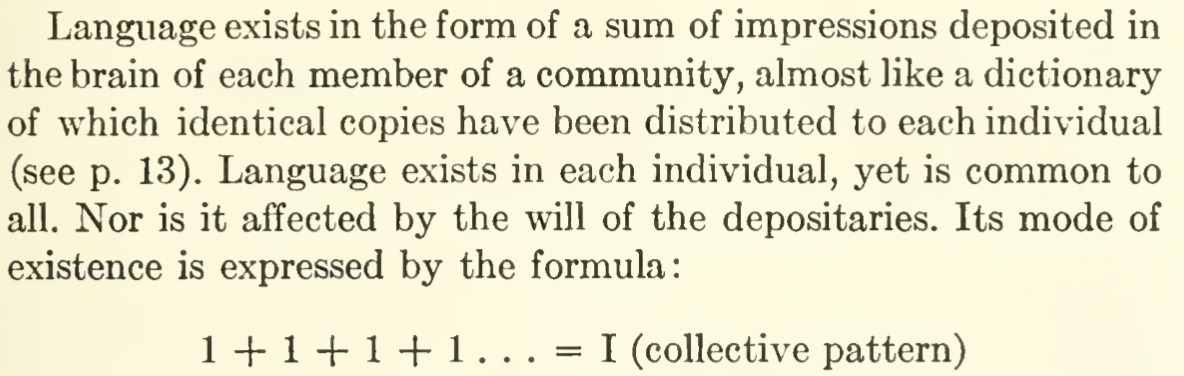 Language exists in the form of a sum of impressions deposited in
the brain of each member of a community, almost like a dictionary
of which identical copies have been distributed to each individual
(see p. 13). Language exists in each individual, yet is common to
all. Nor is it affected by the will of the depositaries. Its mode of
existence is expressed by the formula:
1 + 1 + 1 + 1 . . . = I (collective pattern)